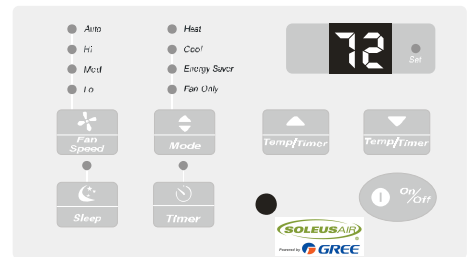 Auto
Hi
Med
Lo
Heat
Cool
Energy Saver
Fan Only
72
Set
Fan
Speed
Mode
Temp/Timer
Temp/Timer
Sleep
Timer
On/
Off
SOLEUSAIR®
Powered by GREE